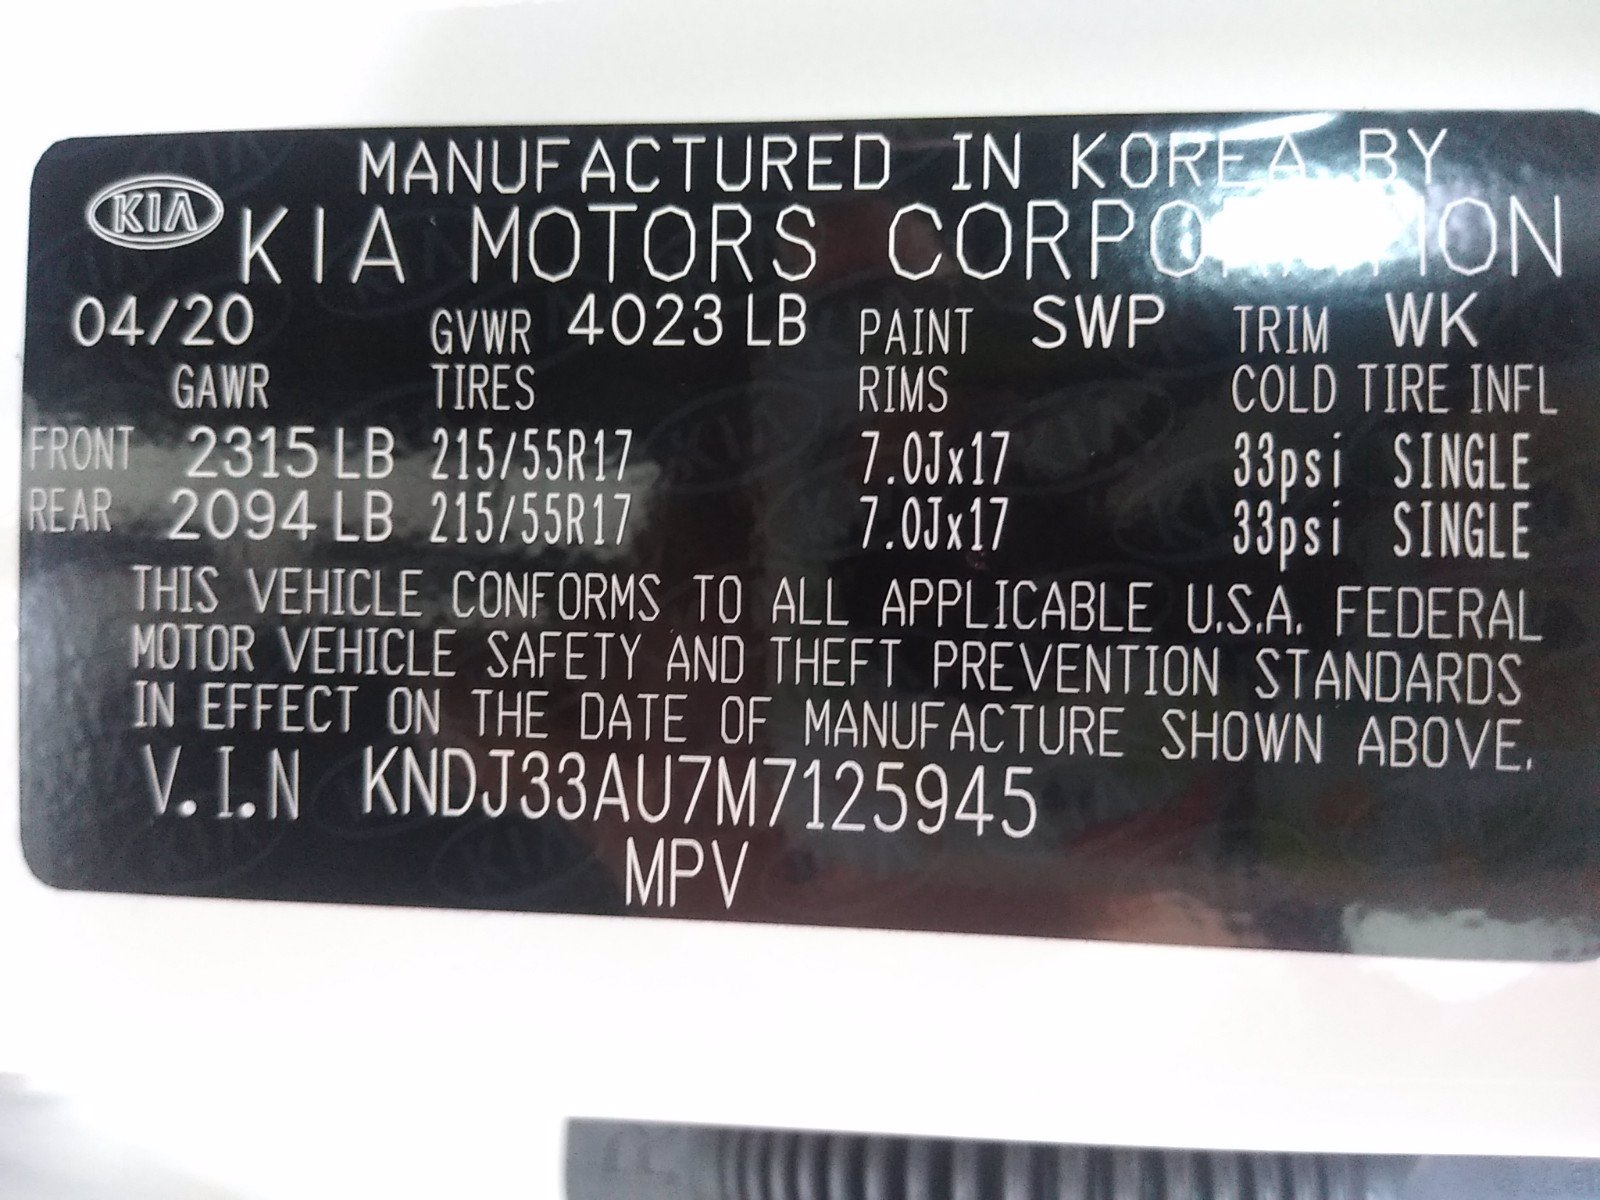 MANUFACTURED IN KOREA BY
KIA
KIA MOTORS CORPORATION
04/20 GVWR 4023 LB PAINT SWP TRIM WK
GAWR TIRES RIMS COLD TIRE INFL
FRONT 2315 LB 215/55R17 7.0Jx17 33psi SINGLE
REAR 2094 LB 215/55R17 7.0Jx17 33psi SINGLE
THIS VEHICLE CONFORMS TO ALL APPLICABLE U.S.A. FEDERAL
MOTOR VEHICLE SAFETY AND THEFT PREVENTION STANDARDS
IN EFFECT ON THE DATE OF MANUFACTURE SHOWN ABOVE.
V.I.N KNDJ33AU7M7125945
MPV